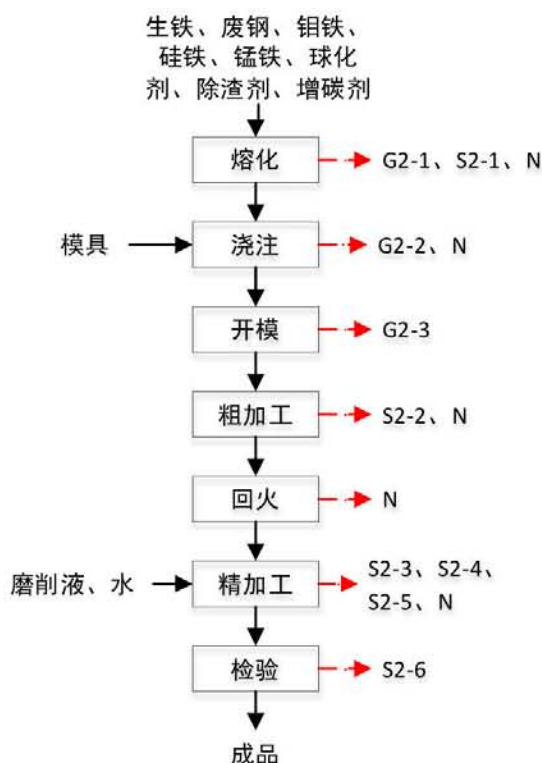 生铁、废钢、钼铁、
硅铁、锰铁、球化
剂、除渣剂、增碳剂
熔化
G2-1、S2-1、N
模具
浇注
G2-2、N
开模
G2-3
粗加工
S2-2、N
回火
N
磨削液、水
精加工
S2-3、S2-4、
S2-5、N
检验
S2-6
成品